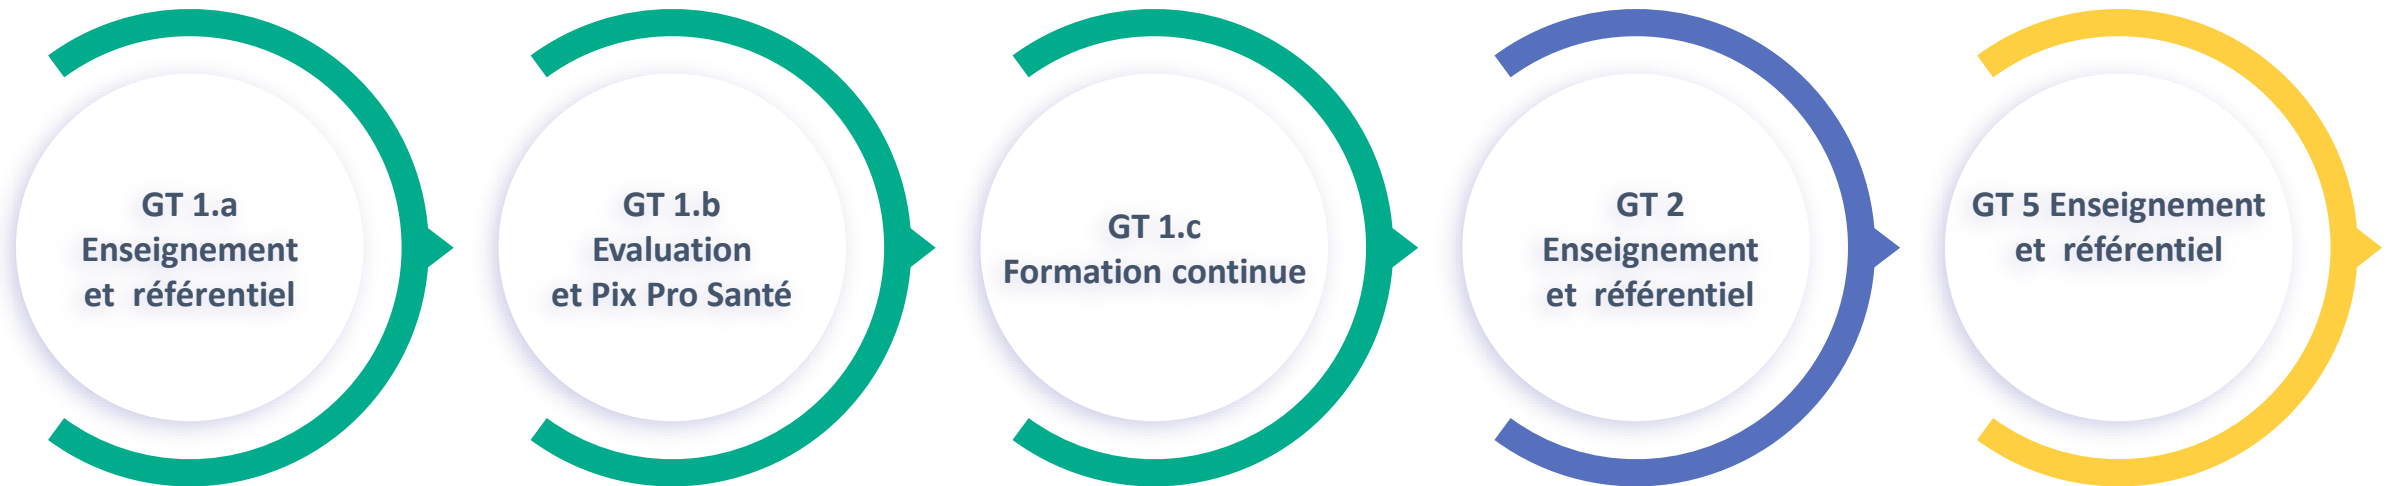 GT 1.a
Enseignement
et référentiel
GT 1.b
Evaluation
et Pix Pro Santé
GT 1.c
Formation continue
GT 2
Enseignement
et référentiel
GT 5 Enseignement
et référentiel